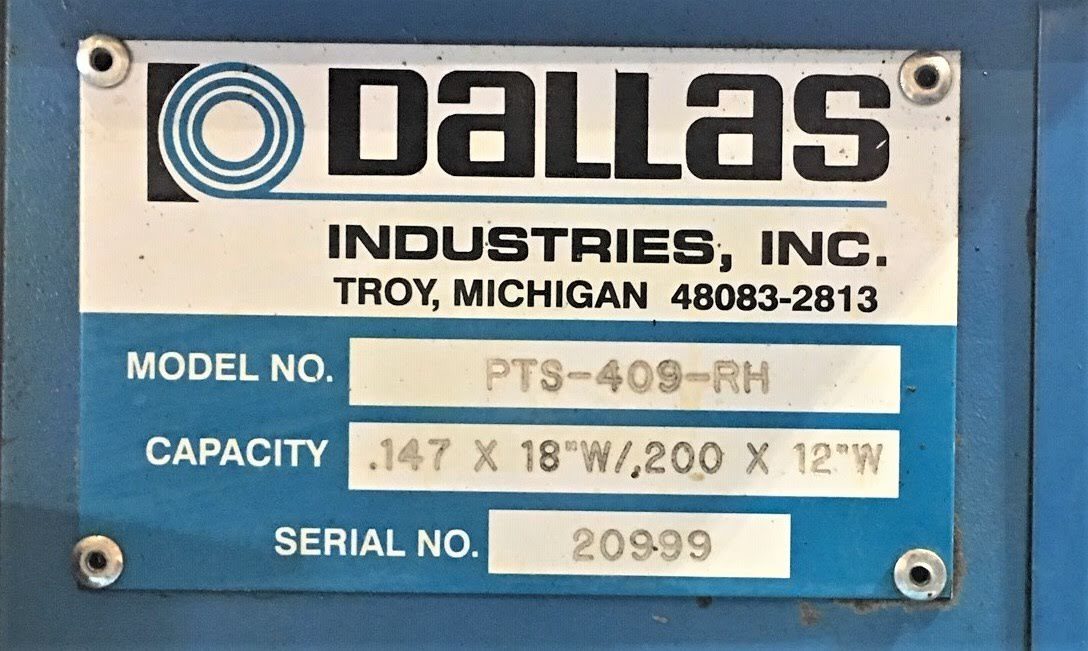 Dallas
INDUSTRIES, INC.
TROY, MICHIGAN 48083-2813
MODEL NO. PTS-409-RH
CAPACITY .147 X 18"W/.200 X 12"W
SERIAL NO. 20999